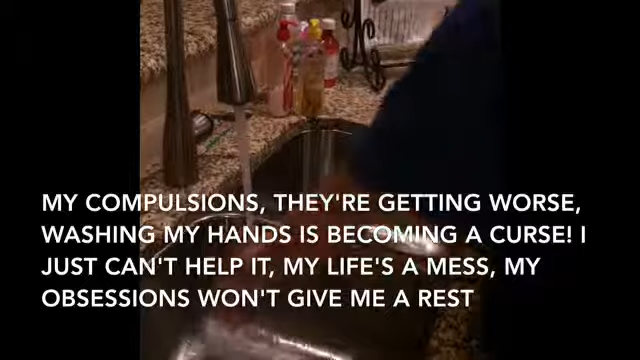 MY COMPULSIONS, THEY'RE GETTING WORSE,
WASHING MY HANDS IS BECOMING A CURSE! I
JUST CAN'T HELP IT, MY LIFE'S A MESS, MY
OBSESSIONS WON'T GIVE ME A REST